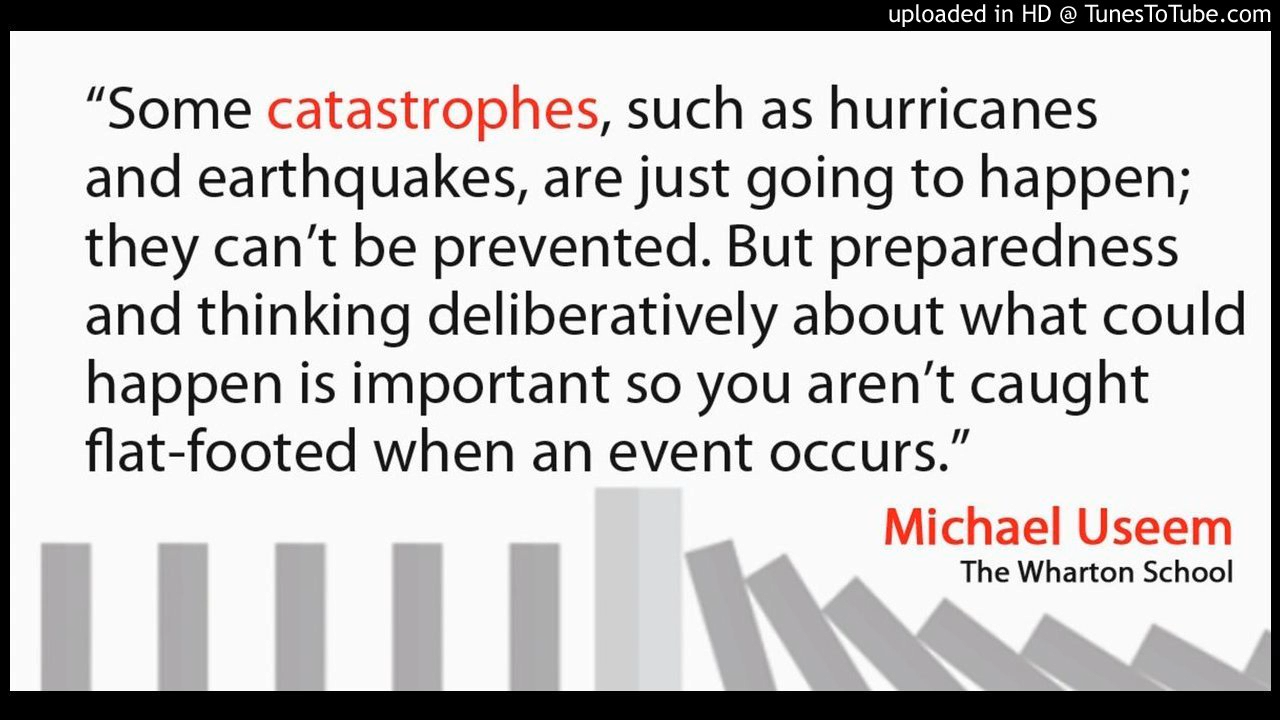 uploaded in HD @ TunesToTube.com
“Some catastrophes, such as hurricanes
and earthquakes, are just going to happen;
they can’t be prevented. But preparedness
and thinking deliberatively about what could
happen is important so you aren’t caught
flat-footed when an event occurs.”
Michael Useem
The Wharton School